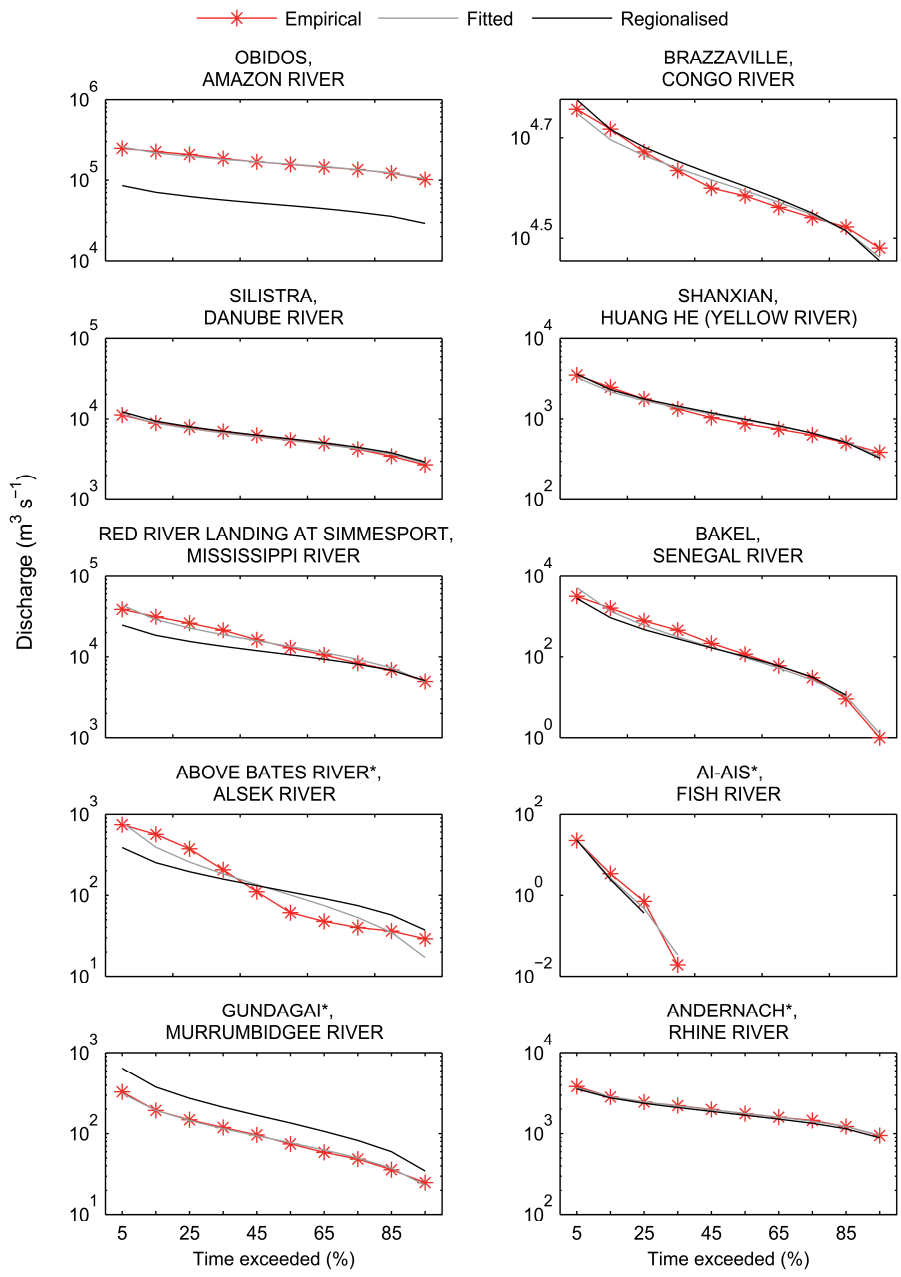 Empirical Fitted Regionalised
OBIDOS,
AMAZON RIVER
10^6
10^5
10^4
BRAZZAVILLE,
CONGO RIVER
10^4.7
10^4.5
SILISTRA,
DANUBE RIVER
10^5
10^4
10^3
SHANXIAN,
HUANG HE (YELLOW RIVER)
10^4
10^3
10^2
Discharge (m^3 s^−1)
RED RIVER LANDING AT SIMMESPORT,
MISSISSIPPI RIVER
10^5
10^4
10^3
BAKEL,
SENEGAL RIVER
10^4
10^2
10^0
ABOVE BATES RIVER*,
ALSEK RIVER
10^3
10^2
10^1
AI-AIS*,
FISH RIVER
10^2
10^0
10^−2
GUNDAGAI*,
MURRUMBIDGEE RIVER
10^3
10^2
10^1
5 25 45 65 85
Time exceeded (%)
ANDERNACH*,
RHINE RIVER
10^4
10^3
10^2
5 25 45 65 85
Time exceeded (%)